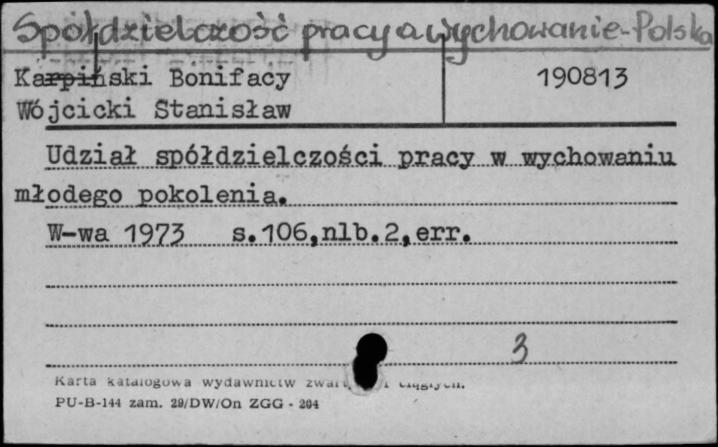 Spółdzielczość pracy a wychowanie-Polska
Karpiński Bonifacy 190813
Wójcicki Stanisław
Udział spółdzielczości pracy w wychowaniu
młodego pokolenia.
W-wa 1973 s.106,nlb.2,err.
3
Karta katalogowa wydawnictw i ciągłych.
PU-B-144 zam. 29/DW/On ZGG - 204